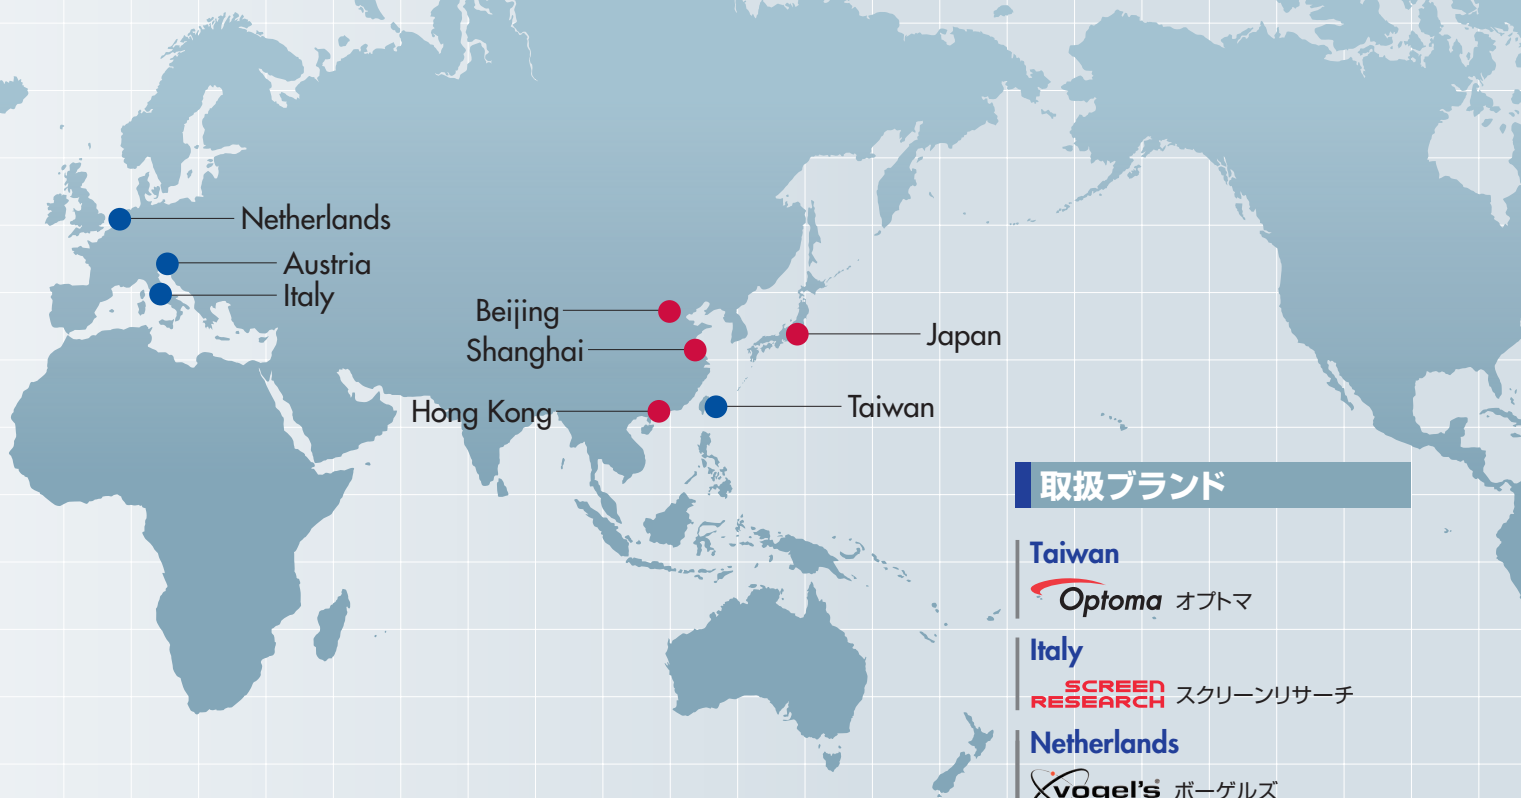 Netherlands
Austria
Italy
Beijing
Shanghai
Hong Kong
Japan
Taiwan
取扱ブランド
Taiwan
Optoma オプトマ
Italy
SCREEN
RESEARCH スクリーンリサーチ
Netherlands
vogel's ボーゲルズ